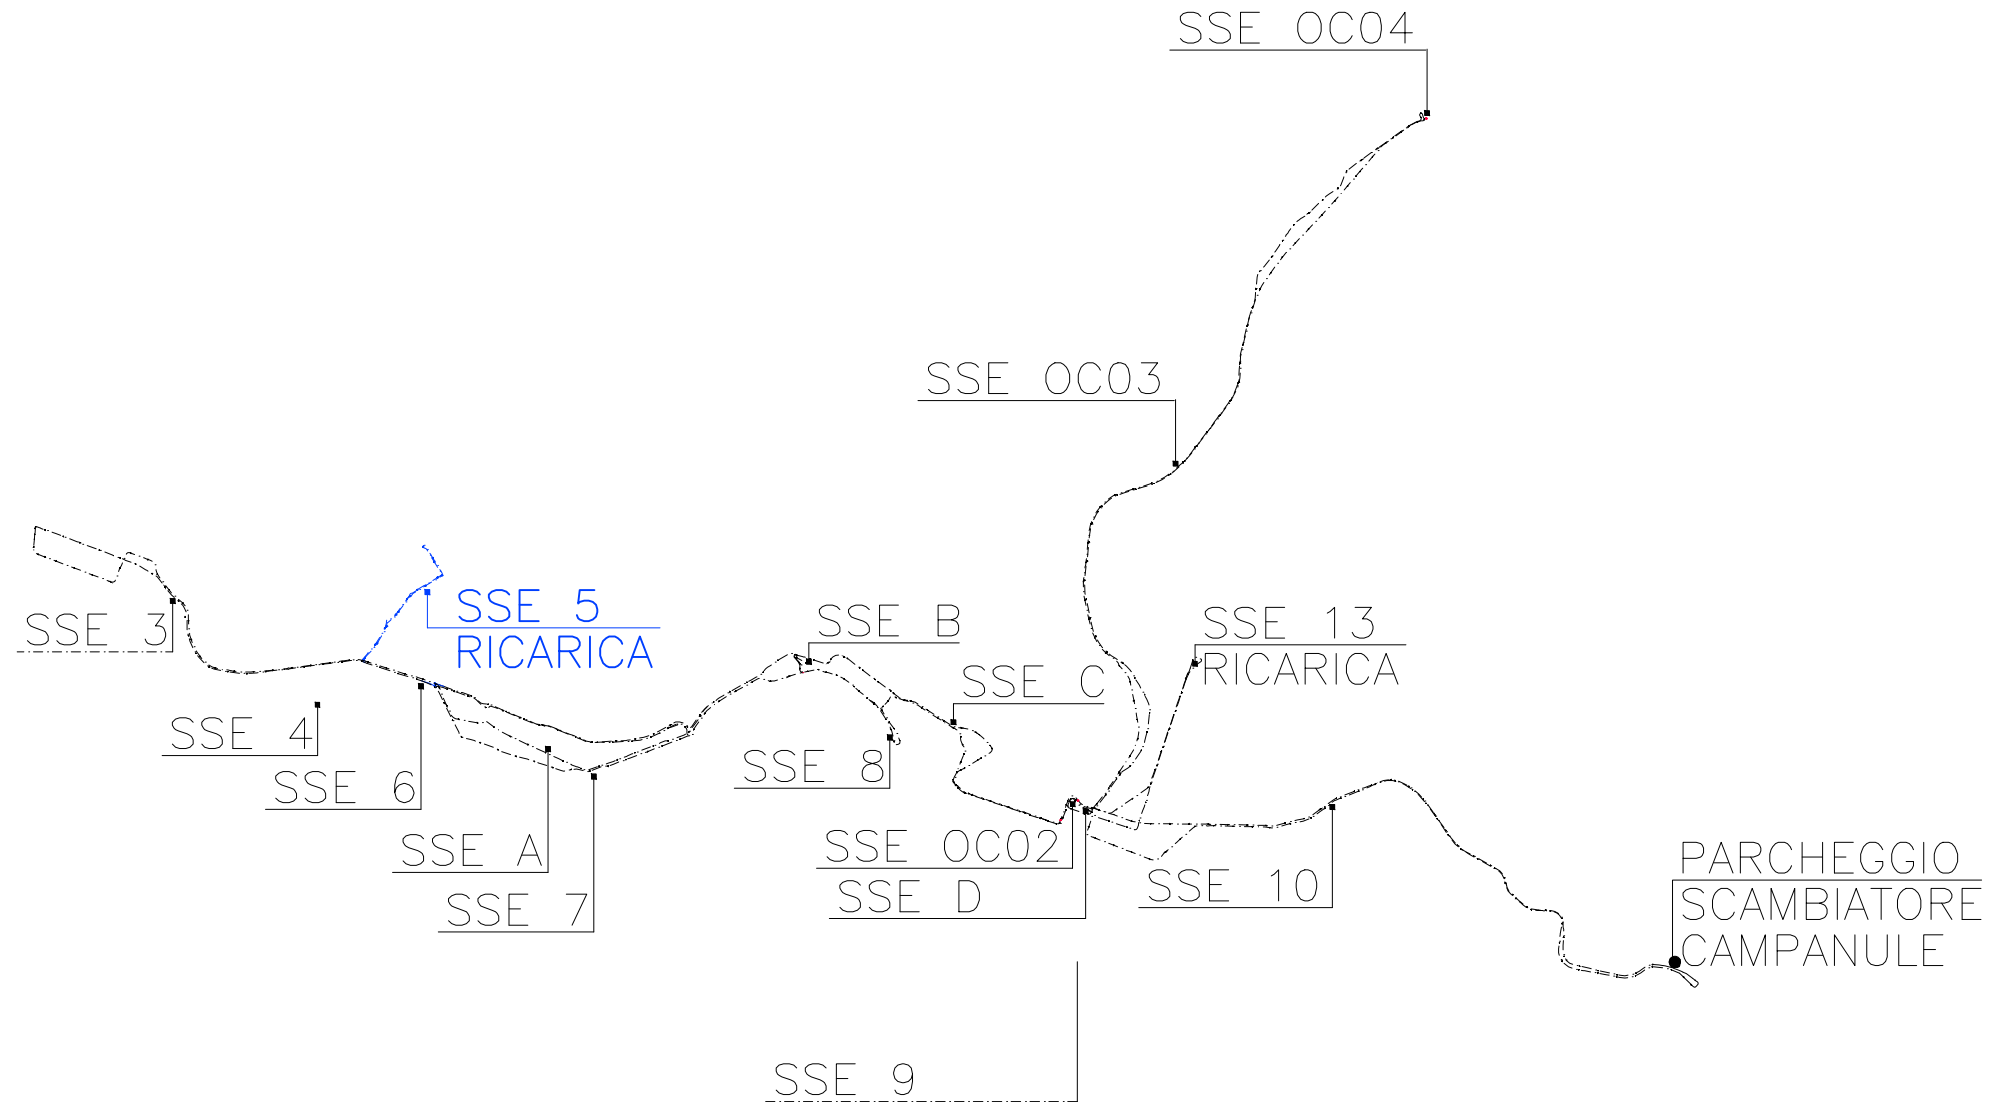 SSE OC04
SSE OC03
SSE 5
RICARICA
SSE 3
SSE B
SSE 13
RICARICA
SSE C
SSE 4
SSE 6
SSE 8
SSE A
SSE OC02
SSE 7
SSE D
SSE 10
PARCHEGGIO
SCAMBIATORE
CAMPANULE
SSE 9